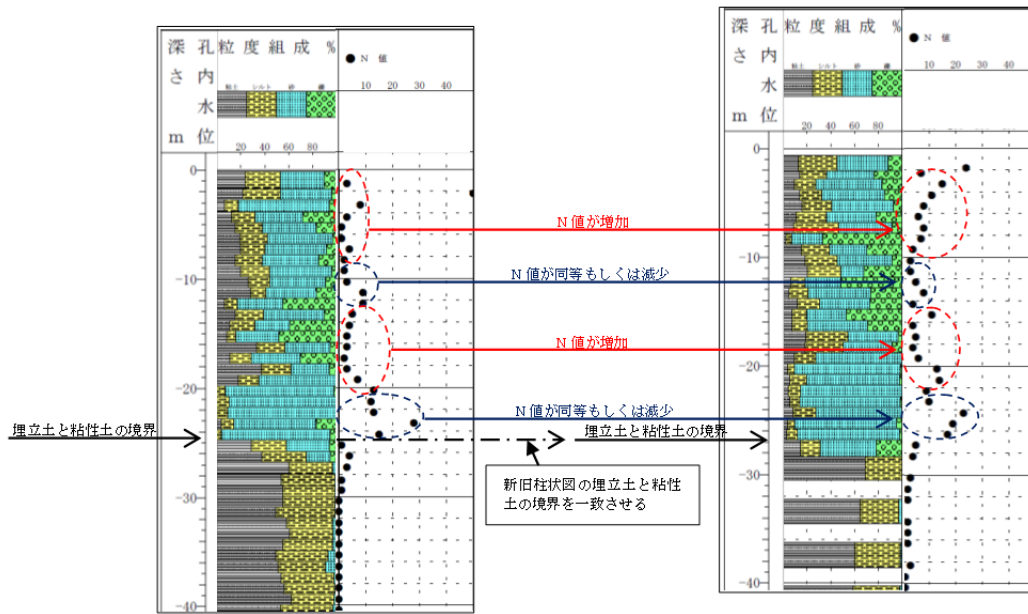 深孔粒度組成 %
さ内
水
m位
粘土 シルト 砂 礫
20 40 60 80
● N 値
10 20 30 40
0
-10
-20
-30
-40
埋立土と粘性土の境界
N値が増加
N値が同等もしくは減少
N値が増加
N値が同等もしくは減少
埋立土と粘性土の境界
新旧柱状図の埋立土と粘性
土の境界を一致させる
深孔粒度組成 %
さ内
水
m位
粘土 シルト 砂 礫
20 40 60 80
● N 値
10 20 30 40
0
-10
-20
-30
-40